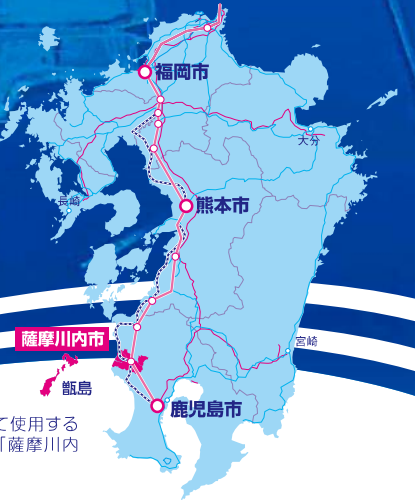 福岡市
大分
長崎
熊本市
薩摩川内市
宮崎
甑島
鹿児島市
て使用する
「薩摩川内